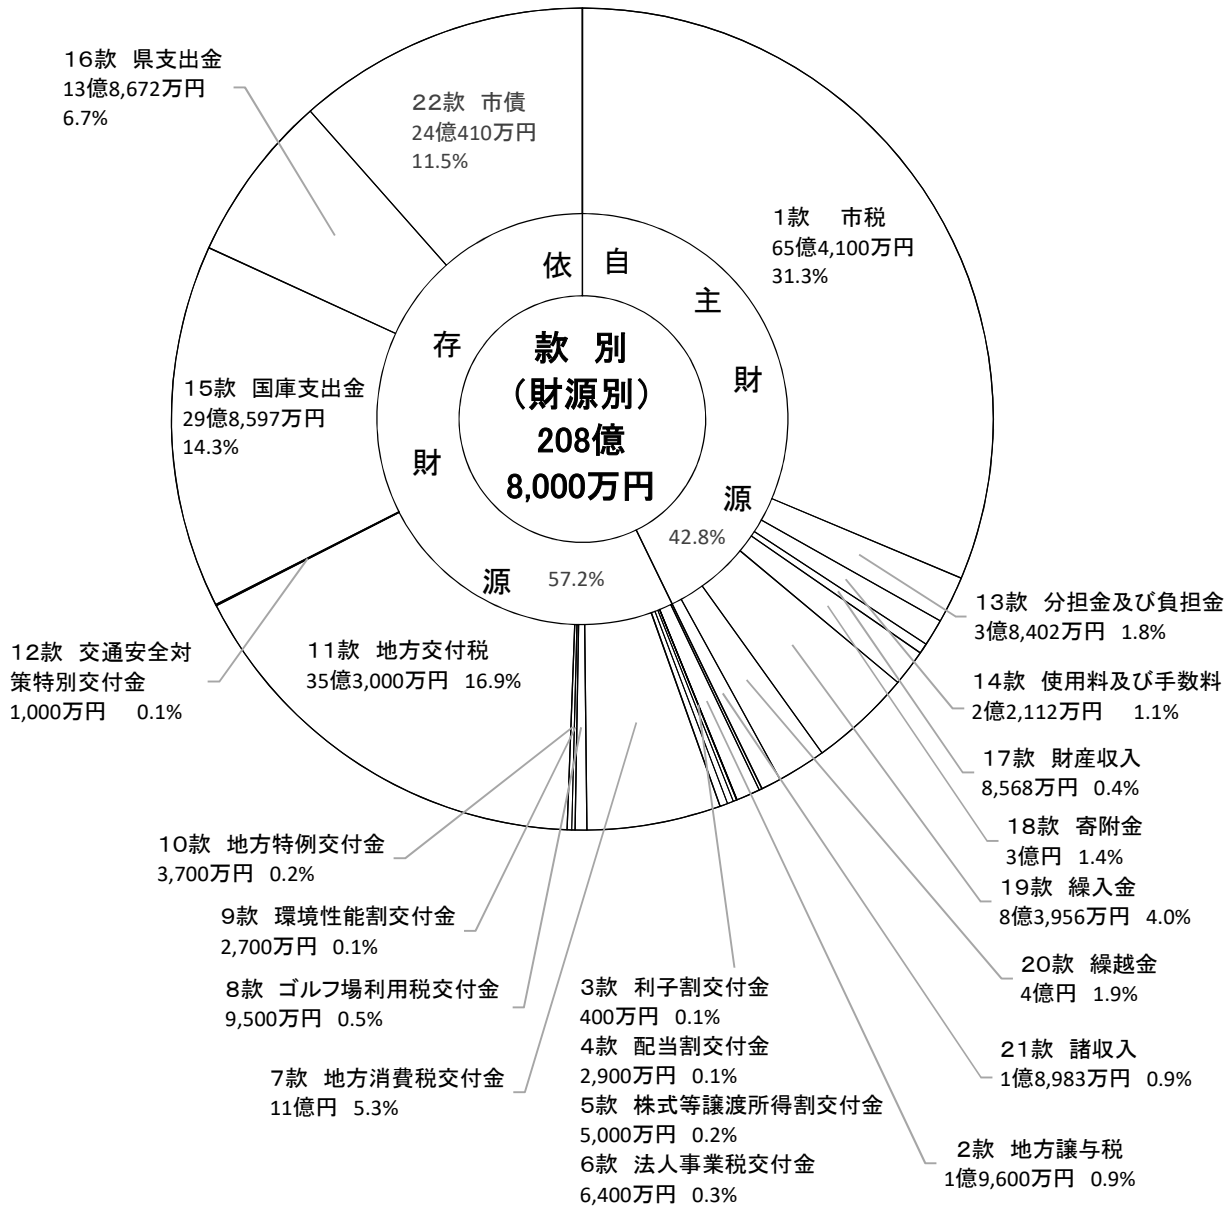 款 別
（財源別）
208億
8,000万円
自主財源
42.8%
依存財源
57.2%
1款 市税
65億4,100万円
31.3%
13款 分担金及び負担金
3億8,402万円 1.8%
14款 使用料及び手数料
2億2,112万円 1.1%
17款 財産収入
8,568万円 0.4%
18款 寄附金
3億円 1.4%
19款 繰入金
8億3,956万円 4.0%
20款 繰越金
4億円 1.9%
21款 諸収入
1億8,983万円 0.9%
2款 地方譲与税
1億9,600万円 0.9%
3款 利子割交付金
400万円 0.1%
4款 配当割交付金
2,900万円 0.1%
5款 株式等譲渡所得割交付金
5,000万円 0.2%
6款 法人事業税交付金
6,400万円 0.3%
7款 地方消費税交付金
11億円 5.3%
8款 ゴルフ場利用税交付金
9,500万円 0.5%
9款 環境性能割交付金
2,700万円 0.1%
10款 地方特例交付金
3,700万円 0.2%
11款 地方交付税
35億3,000万円 16.9%
12款 交通安全対
策特別交付金
1,000万円 0.1%
15款 国庫支出金
29億8,597万円
14.3%
16款 県支出金
13億8,672万円
6.7%
22款 市債
24億410万円
11.5%